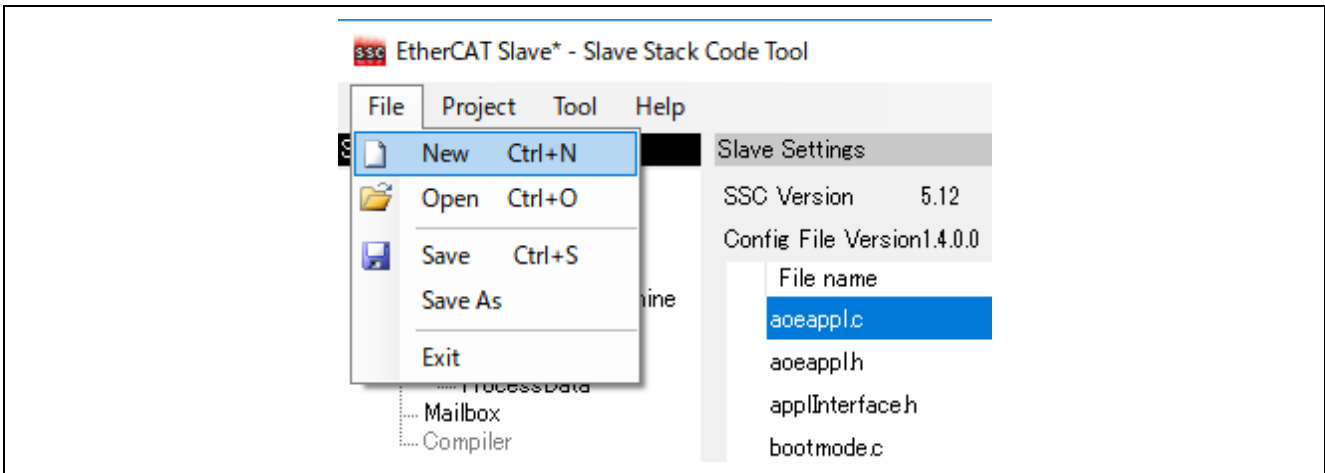 ssc EtherCAT Slave* - Slave Stack Code Tool
File Project Tool Help
New Ctrl+N
Open Ctrl+O
Save Ctrl+S
Save As
Exit
Mailbox
Compiler
Slave Settings
SSC Version 5.12
Config File Version1.4.0.0
File name
aoeappl.c
aoeappl.h
applInterface.h
bootmode.c